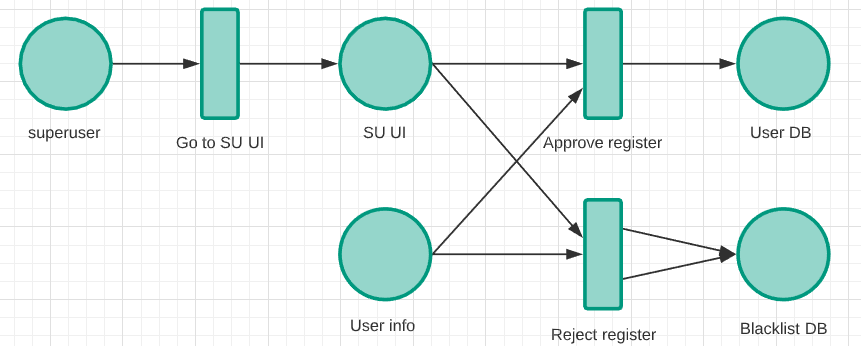 superuser
Go to SU UI
SU UI
Approve register
User DB
User info
Reject register
Blacklist DB